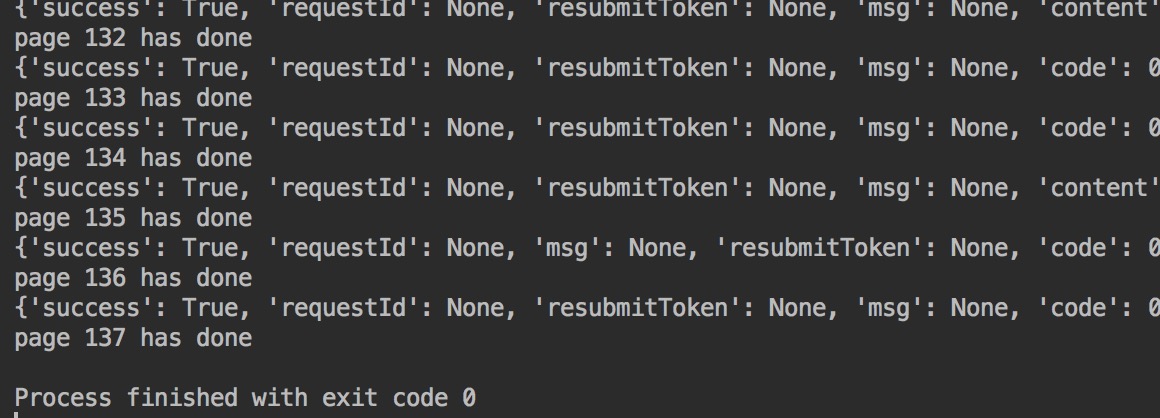 {'success': True, 'requestId': None, 'resubmitToken': None, 'msg': None, 'content'
page 132 has done
{'success': True, 'requestId': None, 'resubmitToken': None, 'msg': None, 'code': 0
page 133 has done
{'success': True, 'requestId': None, 'resubmitToken': None, 'msg': None, 'code': 0
page 134 has done
{'success': True, 'requestId': None, 'resubmitToken': None, 'msg': None, 'content'
page 135 has done
{'success': True, 'requestId': None, 'msg': None, 'resubmitToken': None, 'code': 0
page 136 has done
{'success': True, 'requestId': None, 'resubmitToken': None, 'msg': None, 'code': 0
page 137 has done
Process finished with exit code 0